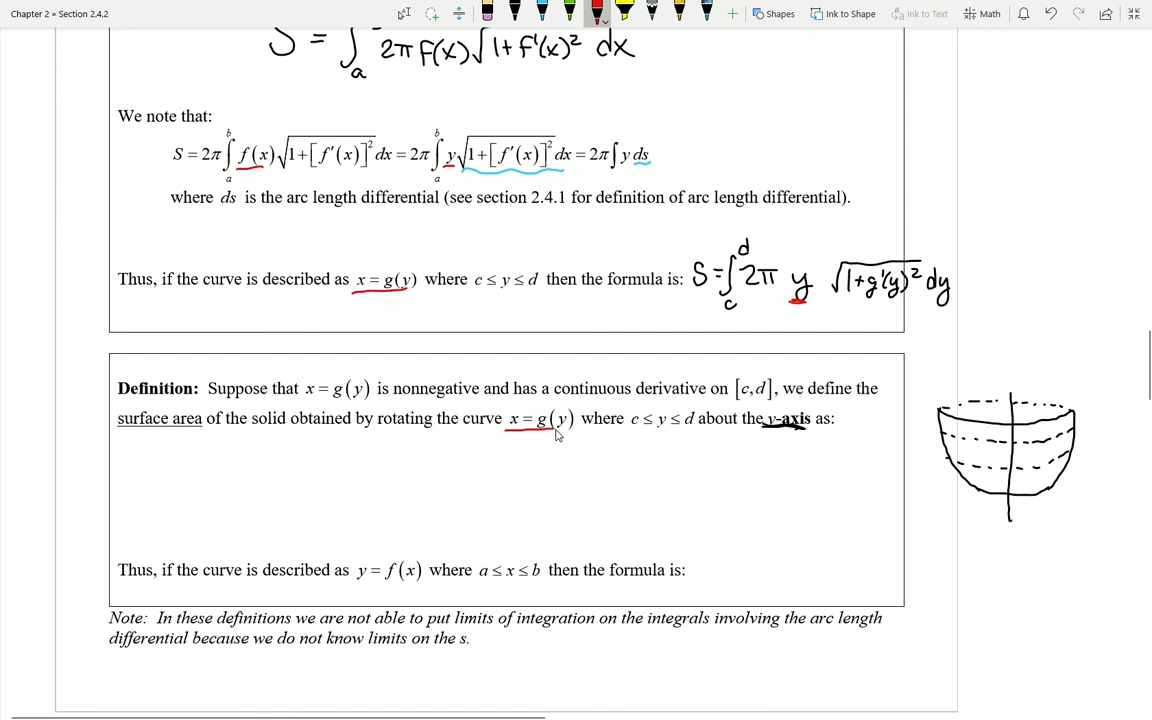 Chapter 2 » Section 2.4.2
Shapes
Ink to Shape
Ink to Text
Math
S = ∫a 2π f(x)√1+f'(x)² dx
We note that:
S = 2π∫_a^b f(x)√(1+[f'(x)]²) dx = 2π∫_a^b y√(1+[f'(x)]²) dx = 2π∫ y ds
where ds is the arc length differential (see section 2.4.1 for definition of arc length differential).
Thus, if the curve is described as x = g(y) where c ≤ y ≤ d then the formula is: S = ∫_c^d 2π y √(1+g'(y)²) dy
Definition: Suppose that x = g(y) is nonnegative and has a continuous derivative on [c,d], we define the
surface area of the solid obtained by rotating the curve x = g(y) where c ≤ y ≤ d about the y-axis as:
Thus, if the curve is described as y = f(x) where a ≤ x ≤ b then the formula is:
Note: In these definitions we are not able to put limits of integration on the integrals involving the arc length
differential because we do not know limits on the s.